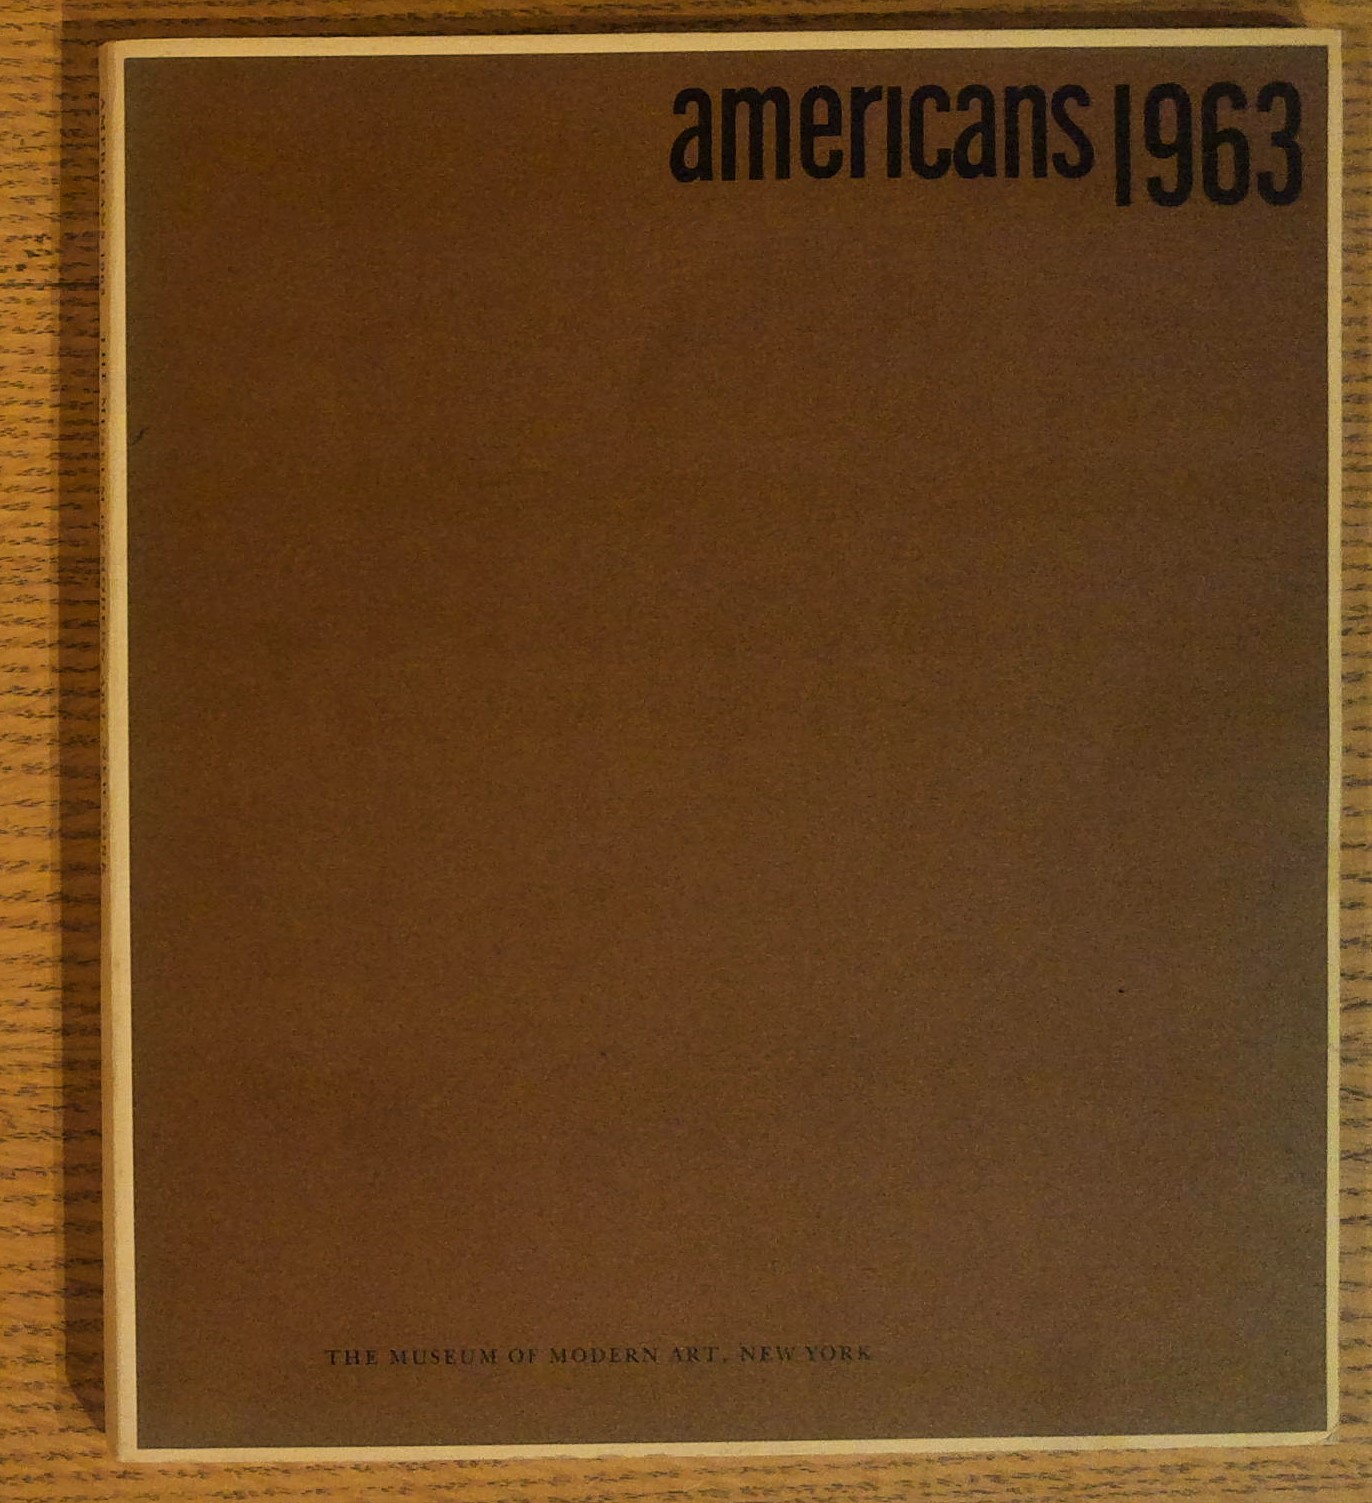 americans 1963
THE MUSEUM OF MODERN ART, NEW YORK